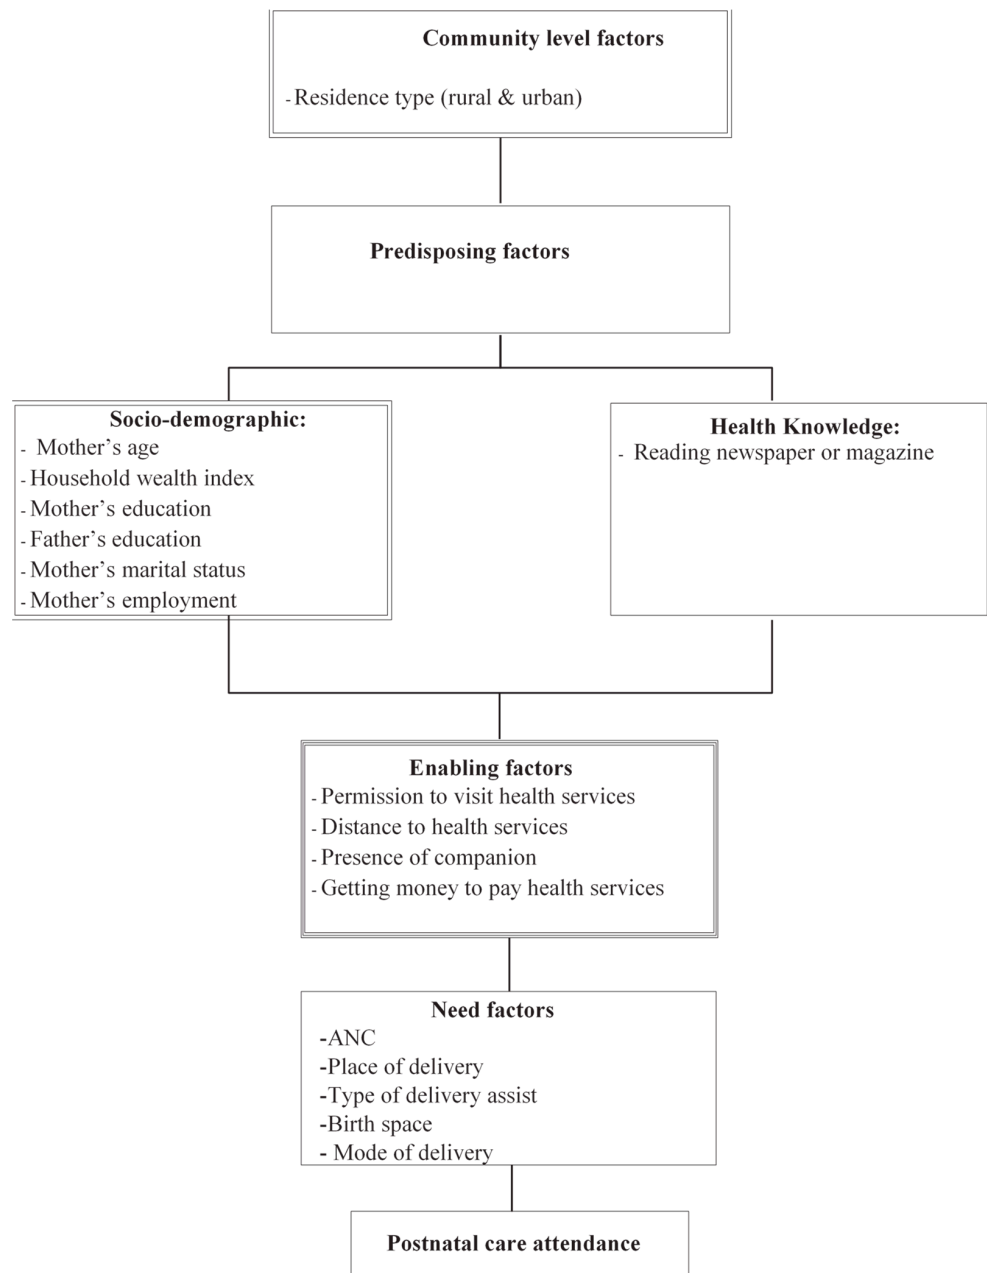 Community level factors
- Residence type (rural & urban)
Predisposing factors
Socio-demographic:
- Mother’s age
- Household wealth index
- Mother’s education
- Father’s education
- Mother’s marital status
- Mother’s employment
Health Knowledge:
- Reading newspaper or magazine
Enabling factors
- Permission to visit health services
- Distance to health services
- Presence of companion
- Getting money to pay health services
Need factors
-ANC
-Place of delivery
-Type of delivery assist
-Birth space
- Mode of delivery
Postnatal care attendance